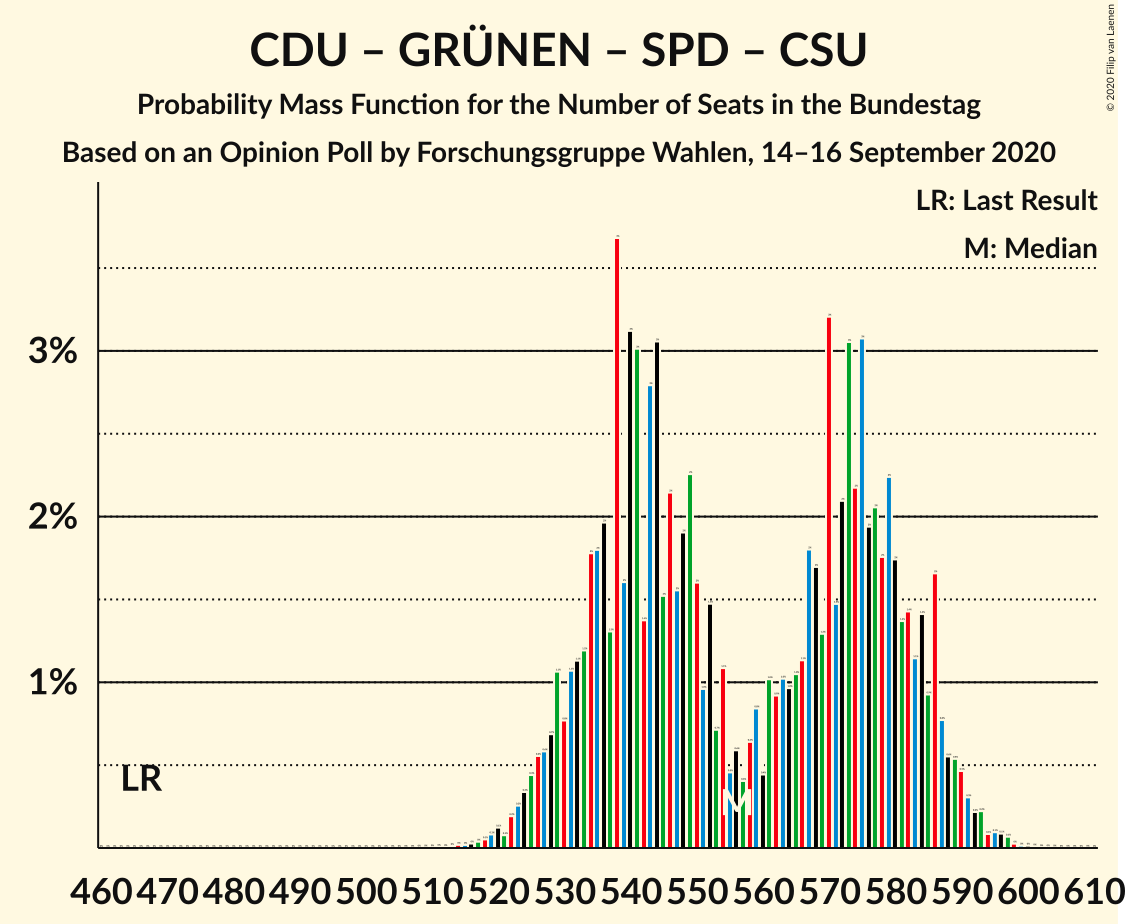 CDU – GRÜNEN – SPD – CSU
Probability Mass Function for the Number of Seats in the Bundestag
Based on an Opinion Poll by Forschungsgruppe Wahlen, 14–16 September 2020
© 2020 Filip van Laenen
LR: Last Result
M: Median
3%
2%
1%
LR
M
460 470 480 490 500 510 520 530 540 550 560 570 580 590 600 610